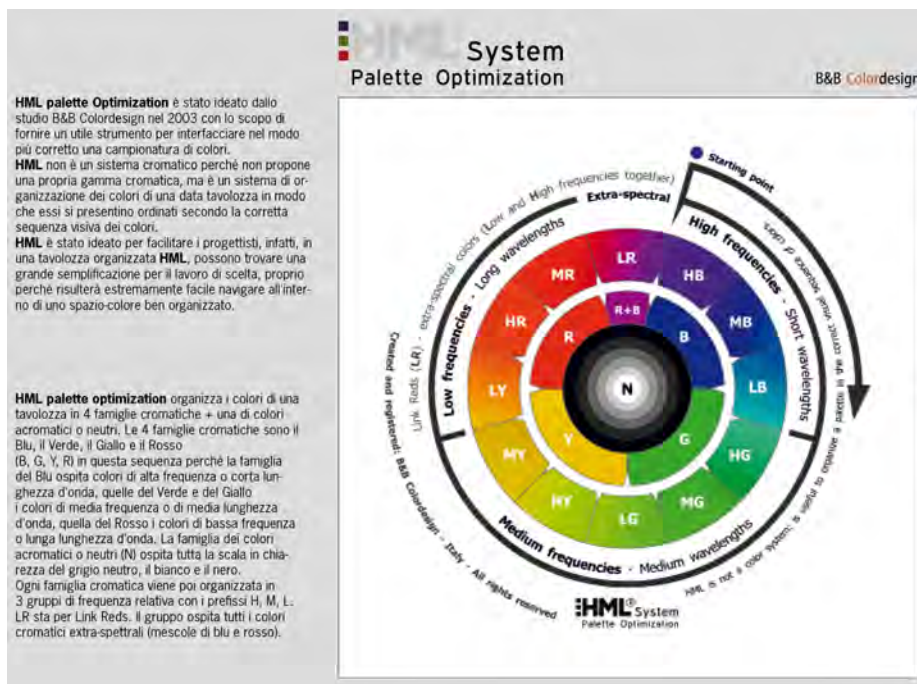 HML System
Palette Optimization
B&B Colordesign
HML palette Optimization è stato ideato dallo
studio B&B Colordesign nel 2003 con lo scopo di
fornire un utile strumento per interfacciare nel modo
più corretto una campionatura di colori.
HML non è un sistema cromatico perché non propone
una propria gamma cromatica, ma è un sistema di or-
ganizzazione dei colori di una data tavolozza in modo
che essi si presentino ordinati secondo la corretta
sequenza visiva dei colori.
HML è stato ideato per facilitare i progettisti, infatti, in
una tavolozza organizzata HML, possono trovare una
grande semplificazione per il lavoro di scelta, proprio
perché risulterà estremamente facile navigare all'inter-
no di uno spazio-colore ben organizzato.
HML palette optimization organizza i colori di una
tavolozza in 4 famiglie cromatiche + una di colori
acromatici o neutri. Le 4 famiglie cromatiche sono il
Blu, il Verde, il Giallo e il Rosso
(B, G, Y, R) in questa sequenza perché la famiglia
del Blu ospita colori di alta frequenza o corta lun-
ghezza d'onda, quelle del Verde e del Giallo
i colori di media frequenza o di media lunghezza
d'onda, quella del Rosso i colori di bassa frequenza
o lunga lunghezza d'onda. La famiglia dei colori
acromatici o neutri (N) ospita tutta la scala in chia-
rezza del grigio neutro, il bianco e il nero.
Ogni famiglia cromatica viene poi organizzata in
3 gruppi di frequenza relativa con i prefissi H, M, L.
LR sta per Link Reds. il gruppo ospita tutti i colori
cromatici extra-spettrali (mescole di blu e rosso).
Starting point
Link Reds (LR) - extra-spectral colors (Low and High frequencies together)
Extra-spectral
High frequencies - Short wavelengths
Low frequencies - Long wavelengths
Medium frequencies - Medium wavelengths
LR
HB
MB
LB
HG
MG
LG
HY
MY
LY
HR
MR
R+B
B
G
Y
R
N
HML is not a color system; is useful to organize a palette in the correct visual sequence of colors.
Created and registered: B&B Colordesign - Italy - All rights reserved
HML® System
Palette Optimization